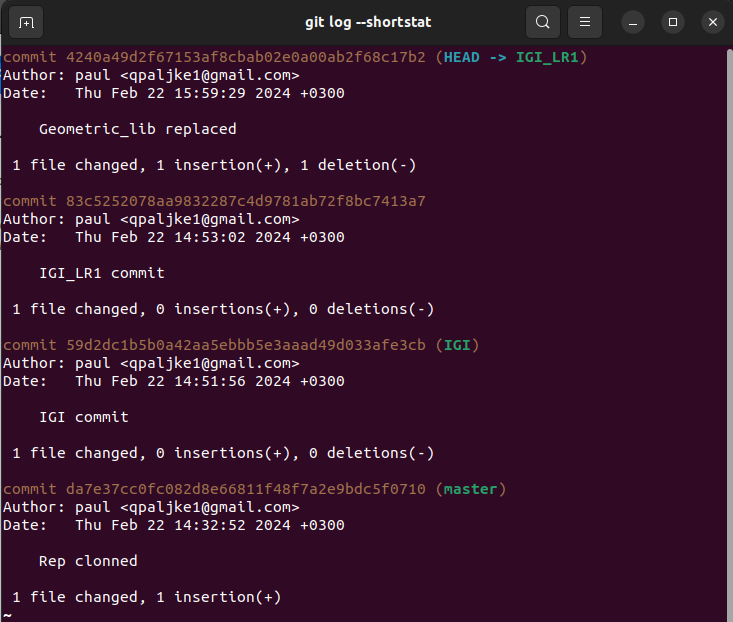 git log --shortstat
commit 4240a49d2f67153af8cbab02e0a00ab2f68c17b2 (HEAD -> IGI_LR1)
Author: paul <qpaljke1@gmail.com>
Date:   Thu Feb 22 15:59:29 2024 +0300
Geometric_lib replaced
1 file changed, 1 insertion(+), 1 deletion(-)
commit 83c5252078aa9832287c4d9781ab72f8bc7413a7
Author: paul <qpaljke1@gmail.com>
Date:   Thu Feb 22 14:53:02 2024 +0300
IGI_LR1 commit
1 file changed, 0 insertions(+), 0 deletions(-)
commit 59d2dc1b5b0a42aa5ebbb5e3aaad49d033afe3cb (IGI)
Author: paul <qpaljke1@gmail.com>
Date:   Thu Feb 22 14:51:56 2024 +0300
IGI commit
1 file changed, 0 insertions(+), 0 deletions(-)
commit da7e37cc0fc082d8e66811f48f7a2e9bdc5f0710 (master)
Author: paul <qpaljke1@gmail.com>
Date:   Thu Feb 22 14:32:52 2024 +0300
Rep clonned
1 file changed, 1 insertion(+)
~